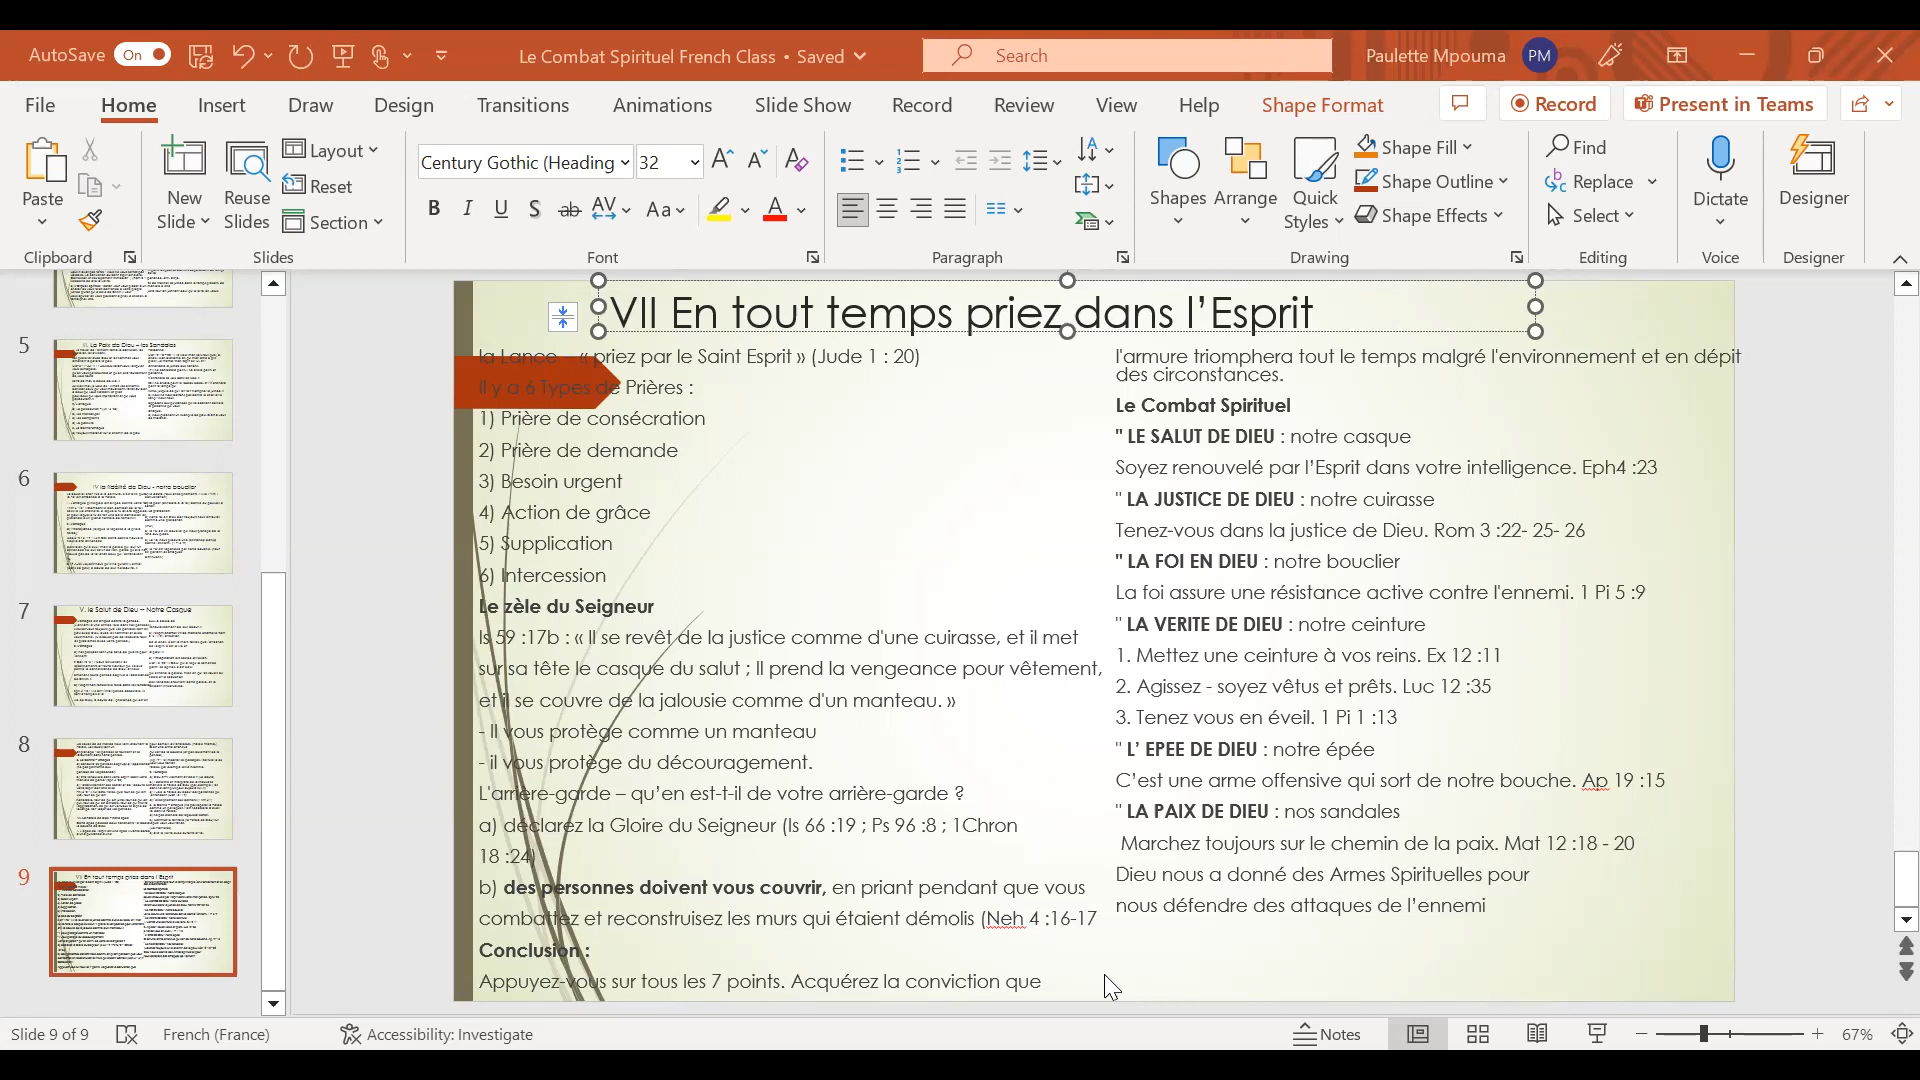 AutoSave On
Le Combat Spirituel French Class • Saved
Search
Paulette Mpouma PM
File Home Insert Draw Design Transitions Animations Slide Show Record Review View Help Shape Format
Record
Present in Teams
Paste
Clipboard
New Slide
Reuse Slides
Layout
Reset
Section
Slides
Century Gothic (Heading 32
Font
Paragraph
Shapes
Arrange
Quick Styles
Shape Fill
Shape Outline
Shape Effects
Drawing
Find
Replace
Select
Editing
Dictate
Voice
Designer
Designer
5
6
7
V. le Salut de Dieu – Notre Casque
8
9
VII En tout temps priez dans l'Esprit
VII En tout temps priez dans l’Esprit
la Lance – « priez par le Saint Esprit » (Jude 1 : 20)
Il y a 6 Types de Prières :
1) Prière de consécration
2) Prière de demande
3) Besoin urgent
4) Action de grâce
5) Supplication
6) Intercession
Le zèle du Seigneur
Is 59 :17b : « Il se revêt de la justice comme d'une cuirasse, et il met
sur sa tête le casque du salut ; Il prend la vengeance pour vêtement,
et il se couvre de la jalousie comme d'un manteau. »
- Il vous protège comme un manteau
- il vous protège du découragement.
L'arrière-garde – qu’en est-t-il de votre arrière-garde ?
a) déclarez la Gloire du Seigneur (Is 66 :19 ; Ps 96 :8 ; 1Chron
18 :24)
b) des personnes doivent vous couvrir, en priant pendant que vous
combattez et reconstruisez les murs qui étaient démolis (Neh 4 :16-17
Conclusion :
Appuyez-vous sur tous les 7 points. Acquérez la conviction que
l'armure triomphera tout le temps malgré l'environnement et en dépit
des circonstances.
Le Combat Spirituel
" LE SALUT DE DIEU : notre casque
Soyez renouvelé par l’Esprit dans votre intelligence. Eph4 :23
" LA JUSTICE DE DIEU : notre cuirasse
Tenez-vous dans la justice de Dieu. Rom 3 :22- 25- 26
" LA FOI EN DIEU : notre bouclier
La foi assure une résistance active contre l'ennemi. 1 Pi 5 :9
" LA VERITE DE DIEU : notre ceinture
1. Mettez une ceinture à vos reins. Ex 12 :11
2. Agissez - soyez vêtus et prêts. Luc 12 :35
3. Tenez vous en éveil. 1 Pi 1 :13
" L’ EPEE DE DIEU : notre épée
C’est une arme offensive qui sort de notre bouche. Ap 19 :15
" LA PAIX DE DIEU : nos sandales
Marchez toujours sur le chemin de la paix. Mat 12 :18 - 20
Dieu nous a donné des Armes Spirituelles pour
nous défendre des attaques de l’ennemi
Slide 9 of 9 French (France) Accessibility: Investigate Notes 67%